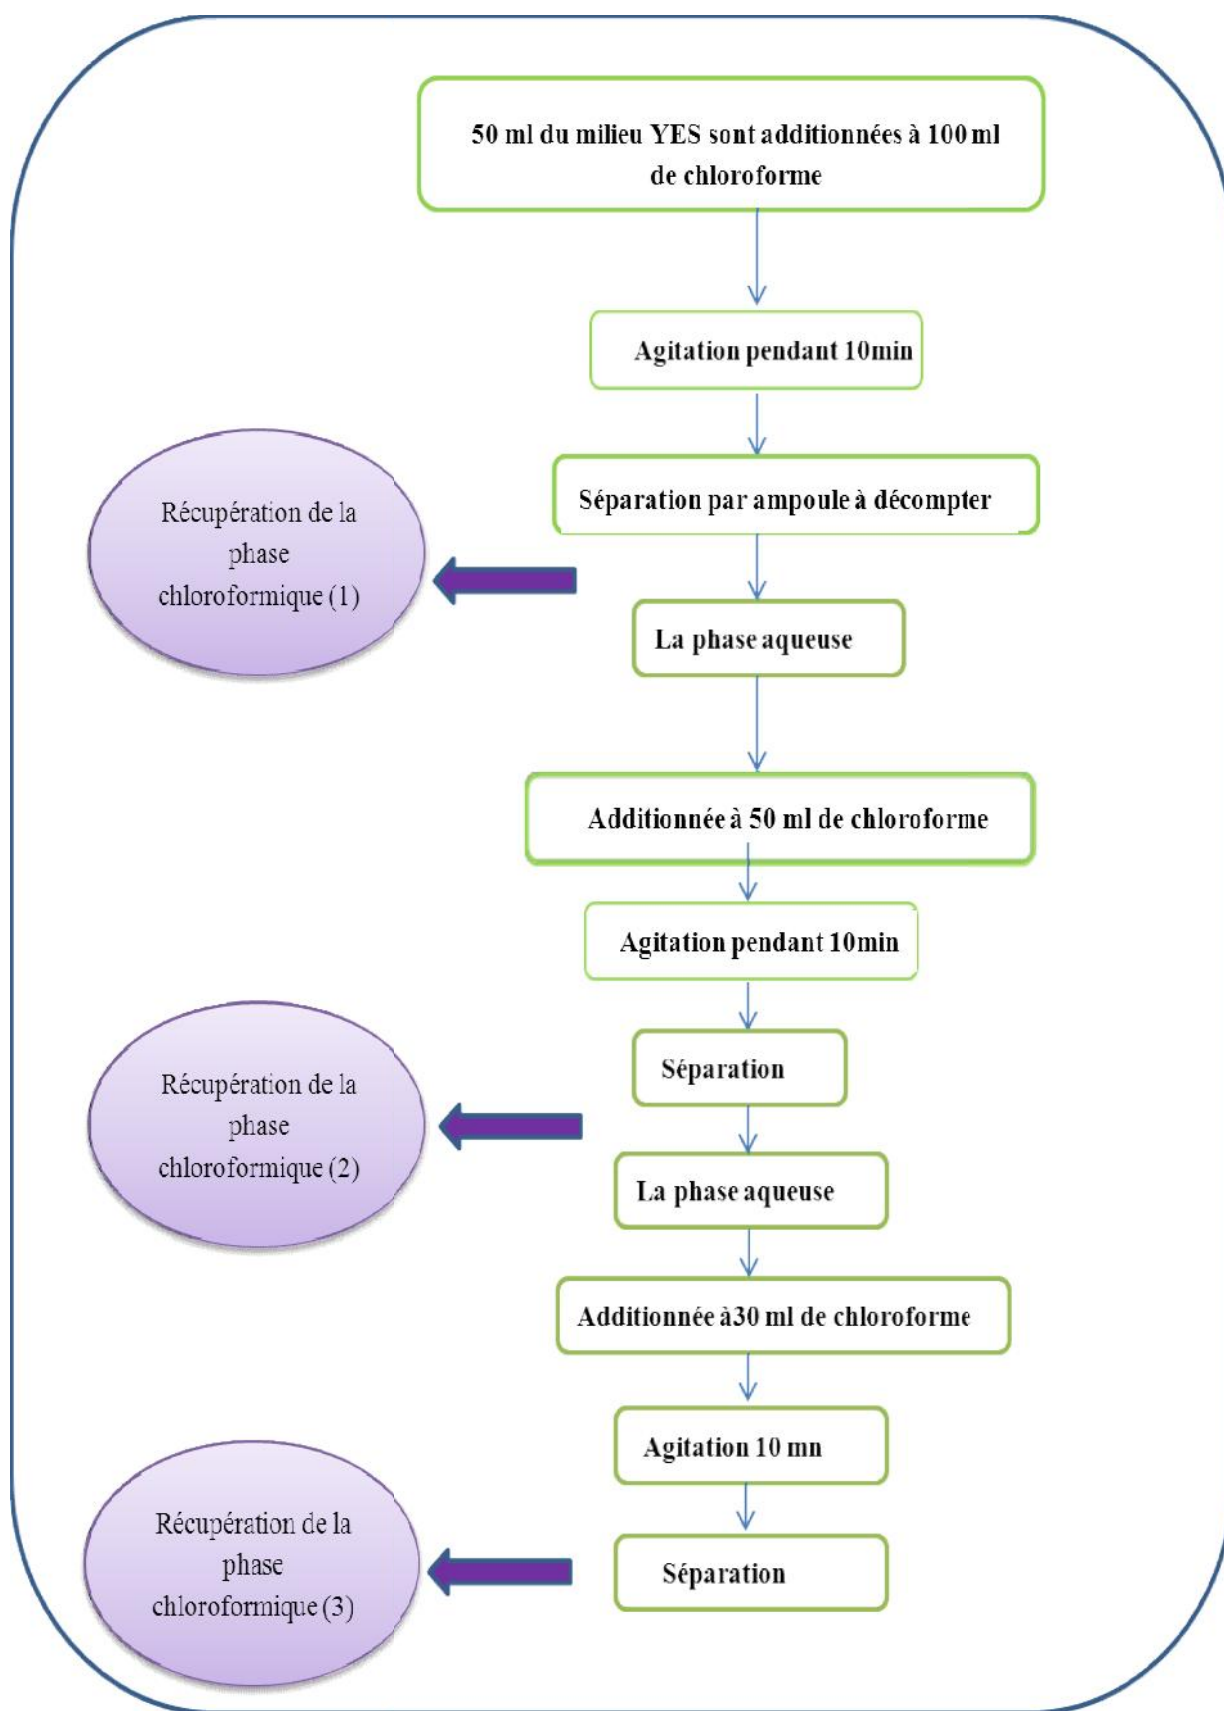 50 ml du milieu YES sont additionnées à 100 ml
de chloroforme
Agitation pendant 10min
Séparation par ampoule à décompter
Récupération de la
phase
chloroformique (1)
La phase aqueuse
Additionnée à 50 ml de chloroforme
Agitation pendant 10min
Séparation
Récupération de la
phase
chloroformique (2)
La phase aqueuse
Additionnée à30 ml de chloroforme
Agitation 10 mn
Séparation
Récupération de la
phase
chloroformique (3)